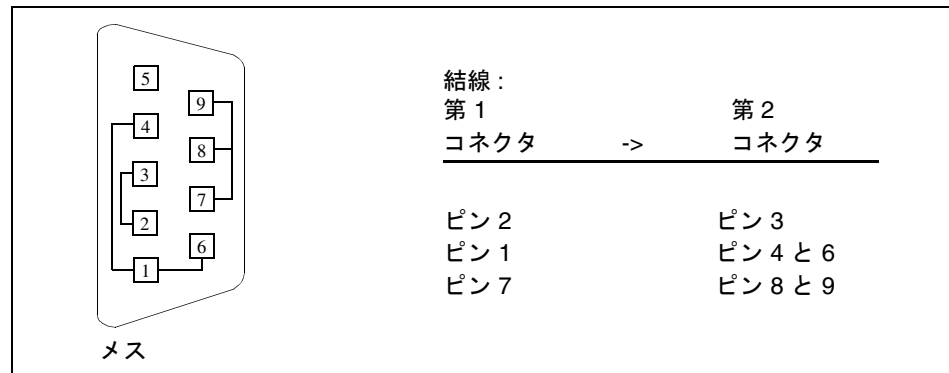 5
9
4
8
3
7
2
6
1
メス
結線 :
第 1 第 2
コネクタ -> コネクタ
ピン 2 ピン 3
ピン 1 ピン 4 と 6
ピン 7 ピン 8 と 9